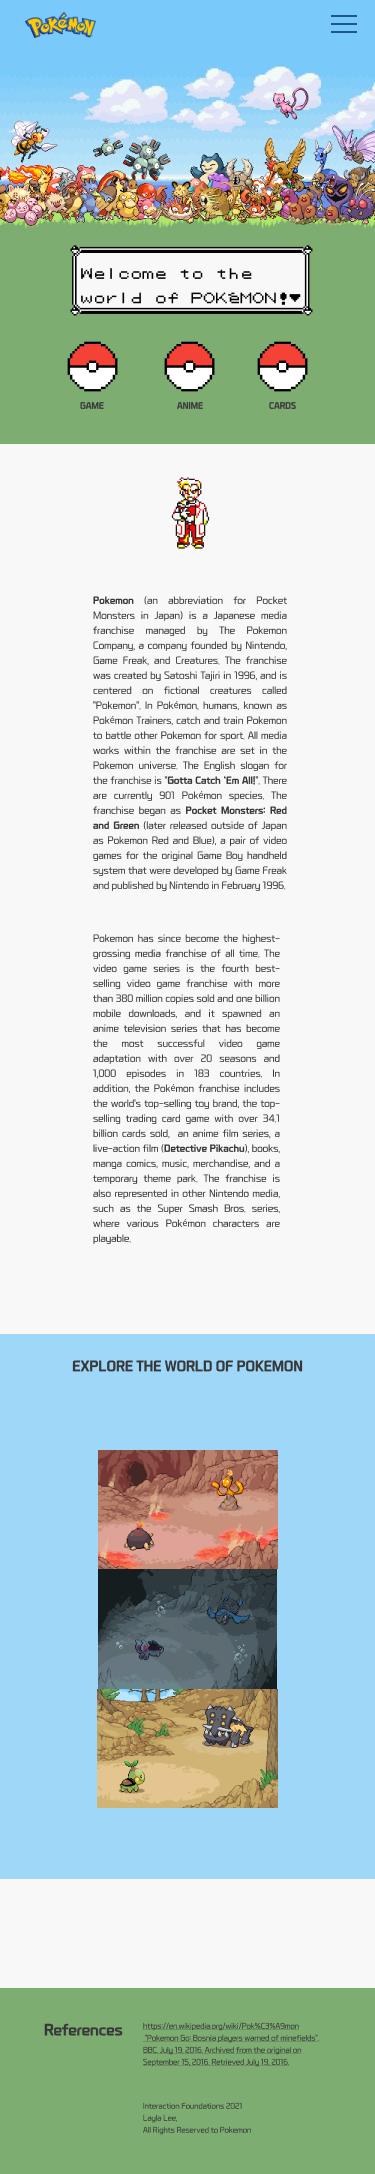 POKéMON
Welcome to the
world of POKéMON!
GAME
ANIME
CARDS
Pokemon (an abbreviation for Pocket
Monsters in Japan) is a Japanese media
franchise managed by The Pokemon
Company, a company founded by Nintendo,
Game Freak, and Creatures. The franchise
was created by Satoshi Tajiri in 1996, and is
centered on fictional creatures called
"Pokemon". In Pokémon, humans, known as
Pokémon Trainers, catch and train Pokemon
to battle other Pokemon for sport. All media
works within the franchise are set in the
Pokemon universe. The English slogan for
the franchise is "Gotta Catch 'Em All!". There
are currently 901 Pokémon species. The
franchise began as Pocket Monsters: Red
and Green (later released outside of Japan
as Pokemon Red and Blue), a pair of video
games for the original Game Boy handheld
system that were developed by Game Freak
and published by Nintendo in February 1996.
Pokemon has since become the highest-
grossing media franchise of all time. The
video game series is the fourth best-
selling video game franchise with more
than 380 million copies sold and one billion
mobile downloads, and it spawned an
anime television series that has become
the most successful video game
adaptation with over 20 seasons and
1,000 episodes in 183 countries. In
addition, the Pokémon franchise includes
the world's top-selling toy brand, the top-
selling trading card game with over 34.1
billion cards sold, an anime film series, a
live-action film (Detective Pikachu), books,
manga comics, music, merchandise, and a
temporary theme park. The franchise is
also represented in other Nintendo media,
such as the Super Smash Bros. series,
where various Pokémon characters are
playable.
EXPLORE THE WORLD OF POKEMON
References
https://en.wikipedia.org/wiki/Pok%C3%A9mon
"Pokemon Go: Bosnia players warned of minefields".
BBC. July 19, 2016. Archived from the original on
September 15, 2016. Retrieved July 19, 2016.
Interaction Foundations 2021
Layla Lee,
All Rights Reserved to Pokemon